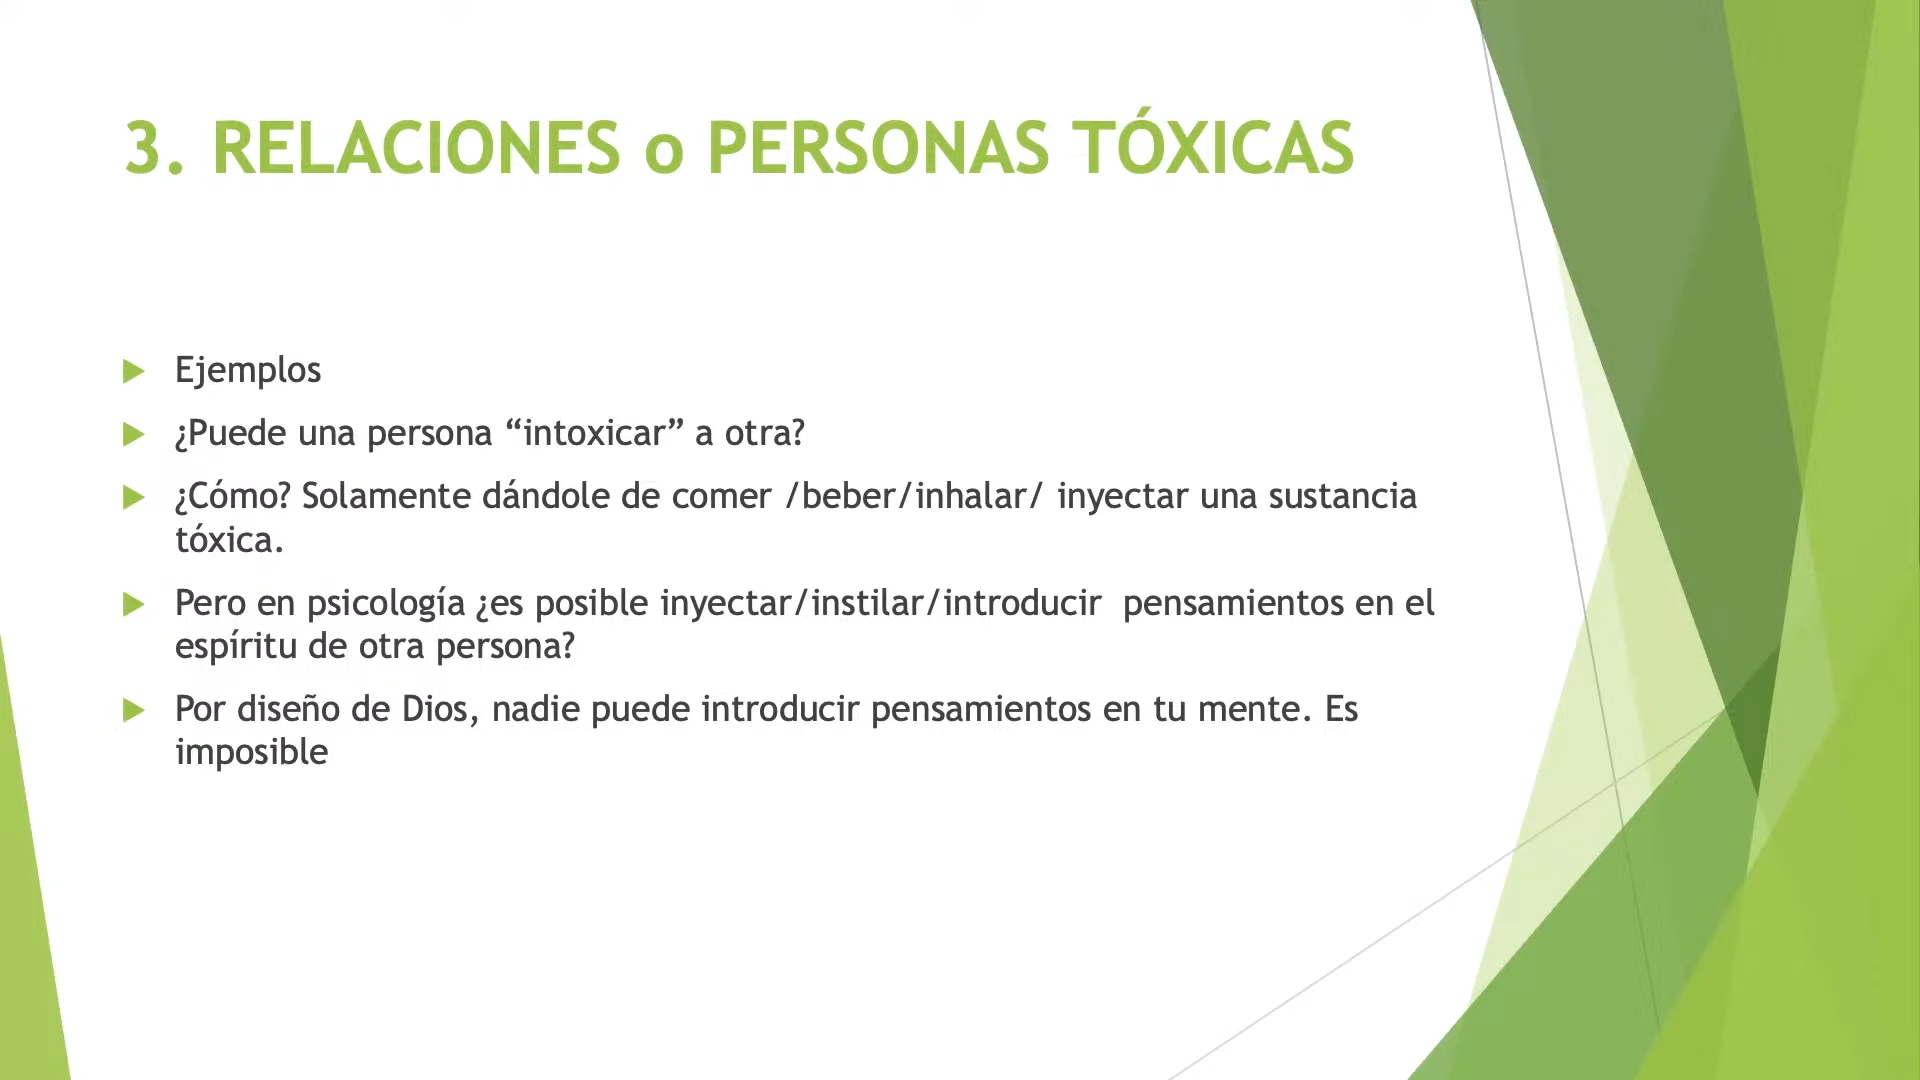 3. RELACIONES o PERSONAS TÓXICAS
Ejemplos
¿Puede una persona “intoxicar” a otra?
¿Cómo? Solamente dándole de comer /beber/inhalar/ inyectar una sustancia
tóxica.
Pero en psicología ¿es posible inyectar/instilar/introducir  pensamientos en el
espíritu de otra persona?
Por diseño de Dios, nadie puede introducir pensamientos en tu mente. Es
imposible